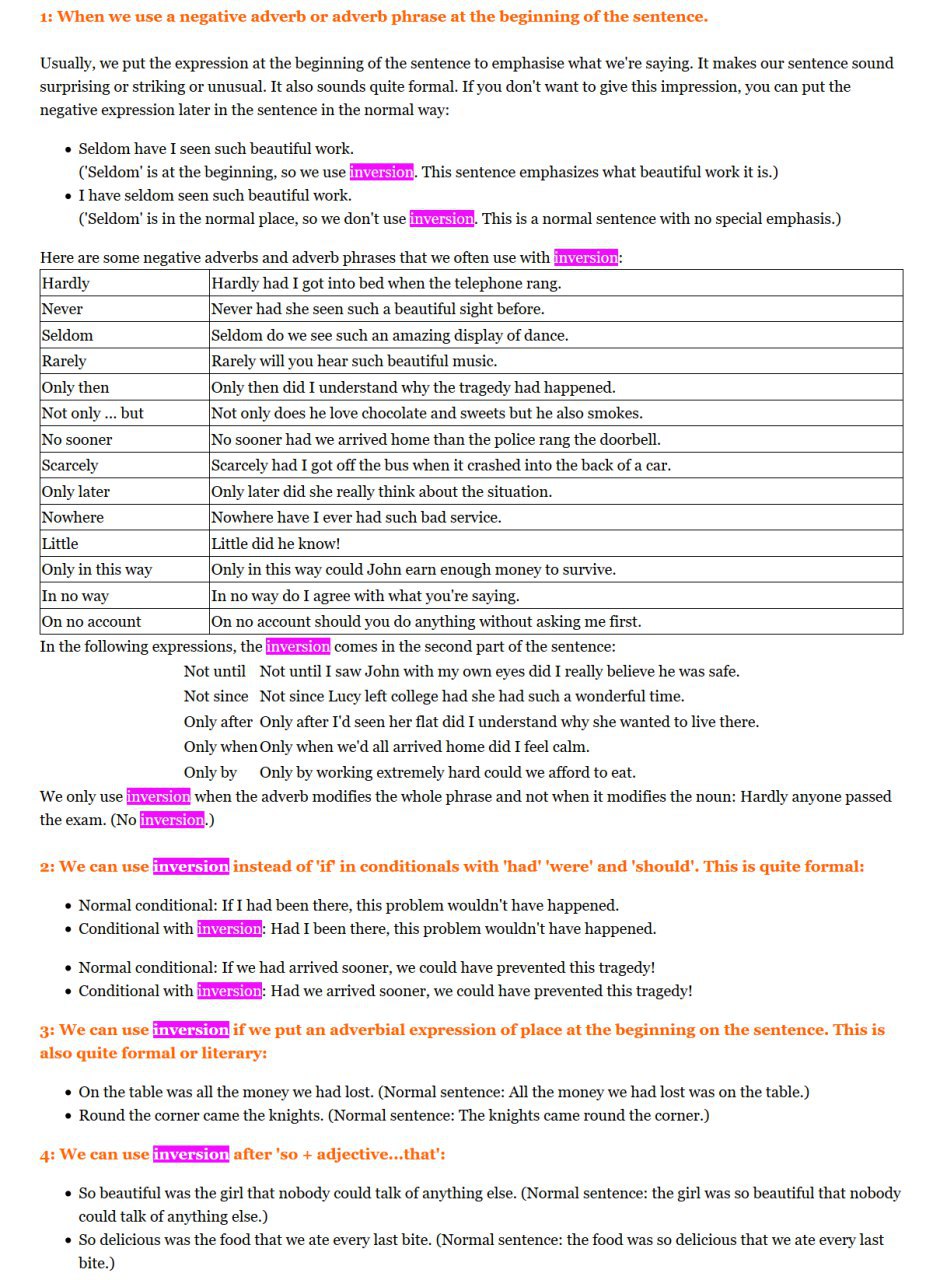 1: When we use a negative adverb or adverb phrase at the beginning of the sentence.
Usually, we put the expression at the beginning of the sentence to emphasise what we're saying. It makes our sentence sound
surprising or striking or unusual. It also sounds quite formal. If you don't want to give this impression, you can put the
negative expression later in the sentence in the normal way:
• Seldom have I seen such beautiful work.
('Seldom' is at the beginning, so we use inversion. This sentence emphasizes what beautiful work it is.)
• I have seldom seen such beautiful work.
('Seldom' is in the normal place, so we don't use inversion. This is a normal sentence with no special emphasis.)
Here are some negative adverbs and adverb phrases that we often use with inversion:
Hardly Hardly had I got into bed when the telephone rang.
Never Never had she seen such a beautiful sight before.
Seldom Seldom do we see such an amazing display of dance.
Rarely Rarely will you hear such beautiful music.
Only then Only then did I understand why the tragedy had happened.
Not only ... but Not only does he love chocolate and sweets but he also smokes.
No sooner No sooner had we arrived home than the police rang the doorbell.
Scarcely Scarcely had I got off the bus when it crashed into the back of a car.
Only later Only later did she really think about the situation.
Nowhere Nowhere have I ever had such bad service.
Little Little did he know!
Only in this way Only in this way could John earn enough money to survive.
In no way In no way do I agree with what you're saying.
On no account On no account should you do anything without asking me first.
In the following expressions, the inversion comes in the second part of the sentence:
Not until Not until I saw John with my own eyes did I really believe he was safe.
Not since Not since Lucy left college had she had such a wonderful time.
Only after Only after I'd seen her flat did I understand why she wanted to live there.
Only when Only when we'd all arrived home did I feel calm.
Only by Only by working extremely hard could we afford to eat.
We only use inversion when the adverb modifies the whole phrase and not when it modifies the noun: Hardly anyone passed
the exam. (No inversion.)
2: We can use inversion instead of 'if' in conditionals with 'had' 'were' and 'should'. This is quite formal:
• Normal conditional: If I had been there, this problem wouldn't have happened.
• Conditional with inversion: Had I been there, this problem wouldn't have happened.
• Normal conditional: If we had arrived sooner, we could have prevented this tragedy!
• Conditional with inversion: Had we arrived sooner, we could have prevented this tragedy!
3: We can use inversion if we put an adverbial expression of place at the beginning on the sentence. This is
also quite formal or literary:
• On the table was all the money we had lost. (Normal sentence: All the money we had lost was on the table.)
• Round the corner came the knights. (Normal sentence: The knights came round the corner.)
4: We can use inversion after 'so + adjective...that':
• So beautiful was the girl that nobody could talk of anything else. (Normal sentence: the girl was so beautiful that nobody
could talk of anything else.)
• So delicious was the food that we ate every last bite. (Normal sentence: the food was so delicious that we ate every last
bite.)